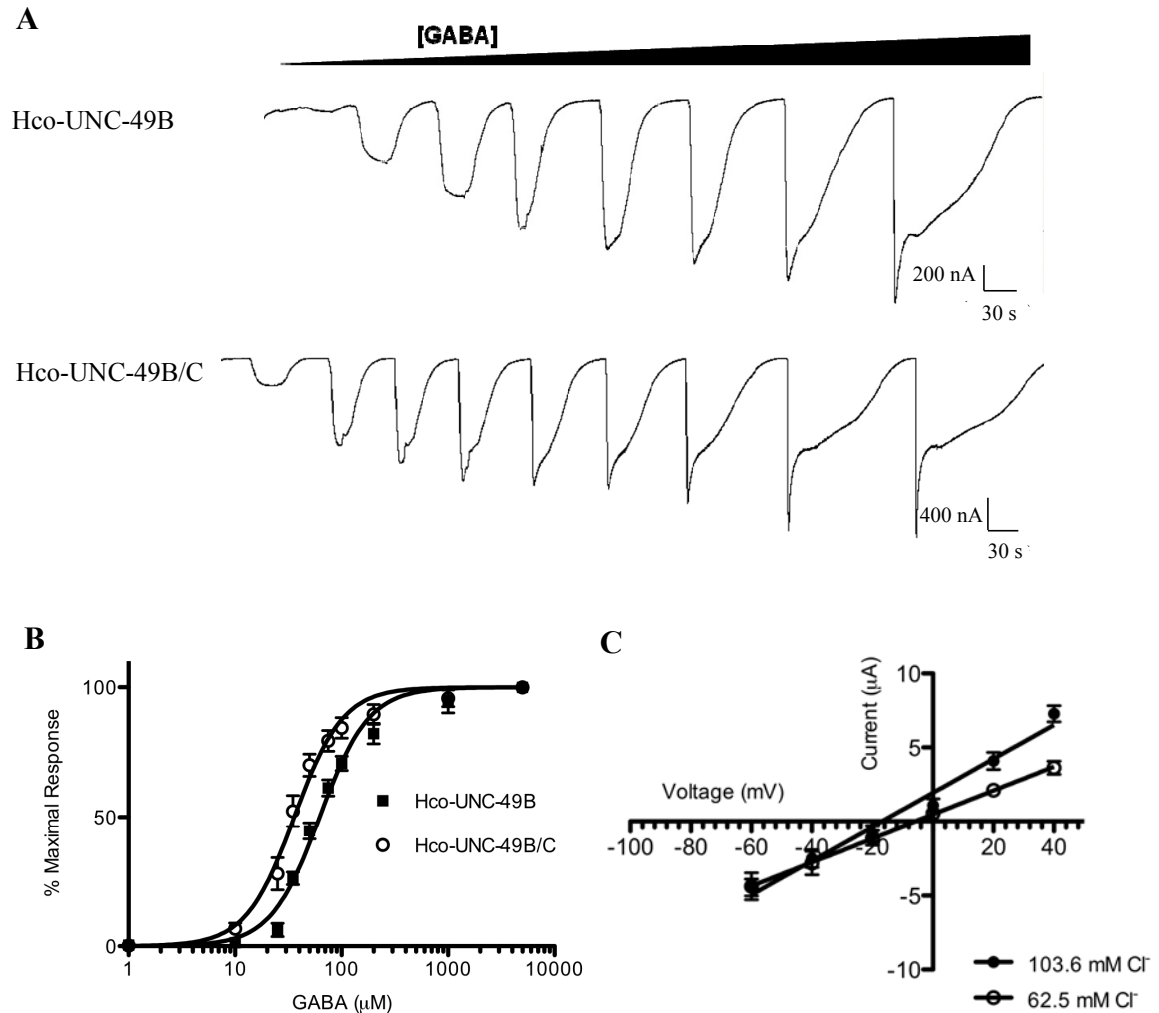 A
[GABA]
Hco-UNC-49B
200 nA
30 s
Hco-UNC-49B/C
400 nA
30 s
B
100
50
0
% Maximal Response
1 10 100 1000 10000
GABA (μM)
Hco-UNC-49B
Hco-UNC-49B/C
C
10
5
-5
-10
Current (μA)
Voltage (mV)
-100 -80 -60 -40 -20 0 20 40
103.6 mM Cl⁻
62.5 mM Cl⁻